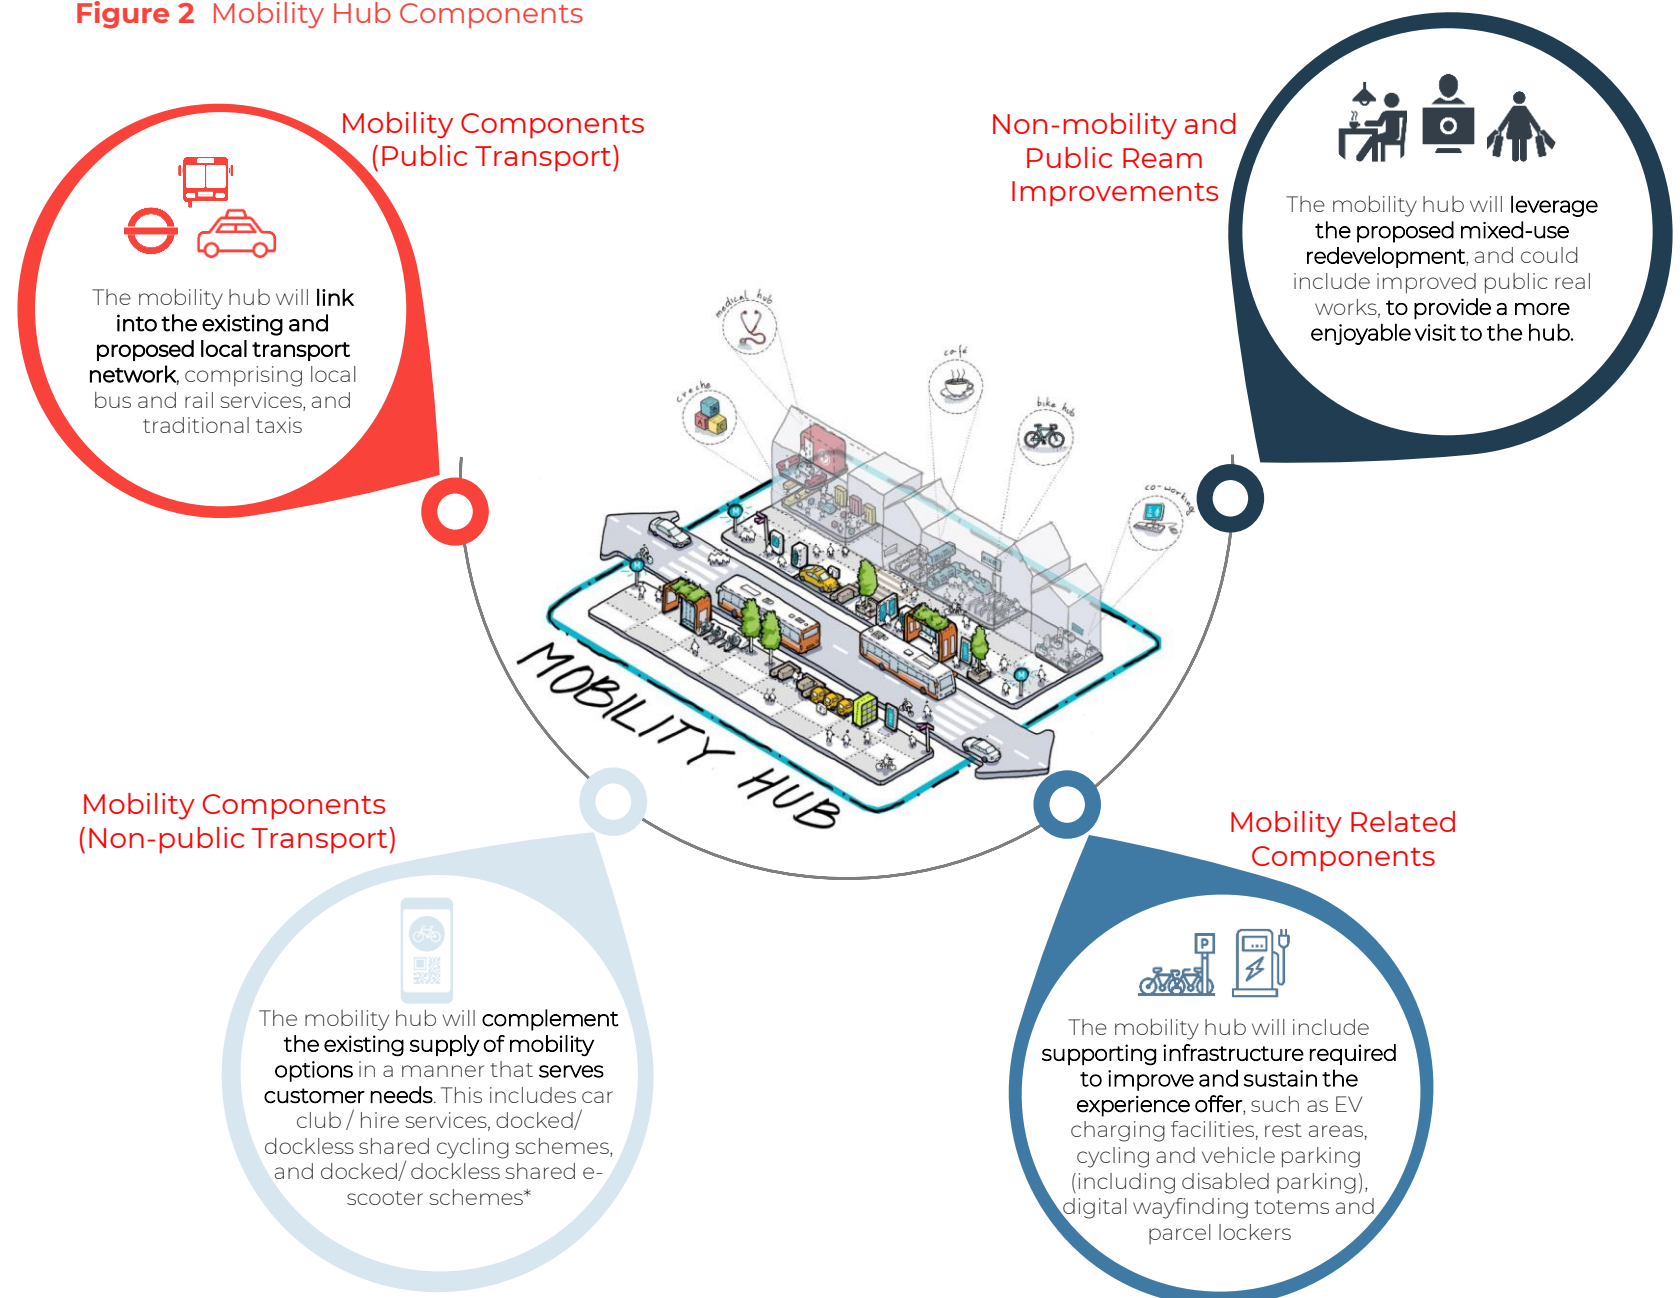 Figure 2 Mobility Hub Components
Mobility Components
(Public Transport)
The mobility hub will link
into the existing and
proposed local transport
network, comprising local
bus and rail services, and
traditional taxis
Non-mobility and
Public Ream
Improvements
The mobility hub will leverage
the proposed mixed-use
redevelopment, and could
include improved public real
works, to provide a more
enjoyable visit to the hub.
medical hub
creche
café
bike hub
co-working
MOBILITY HUB
Mobility Components
(Non-public Transport)
The mobility hub will complement
the existing supply of mobility
options in a manner that serves
customer needs. This includes car
club / hire services, docked/
dockless shared cycling schemes,
and docked/ dockless shared e-
scooter schemes*
Mobility Related
Components
P
The mobility hub will include
supporting infrastructure required
to improve and sustain the
experience offer, such as EV
charging facilities, rest areas,
cycling and vehicle parking
(including disabled parking),
digital wayfinding totems and
parcel lockers